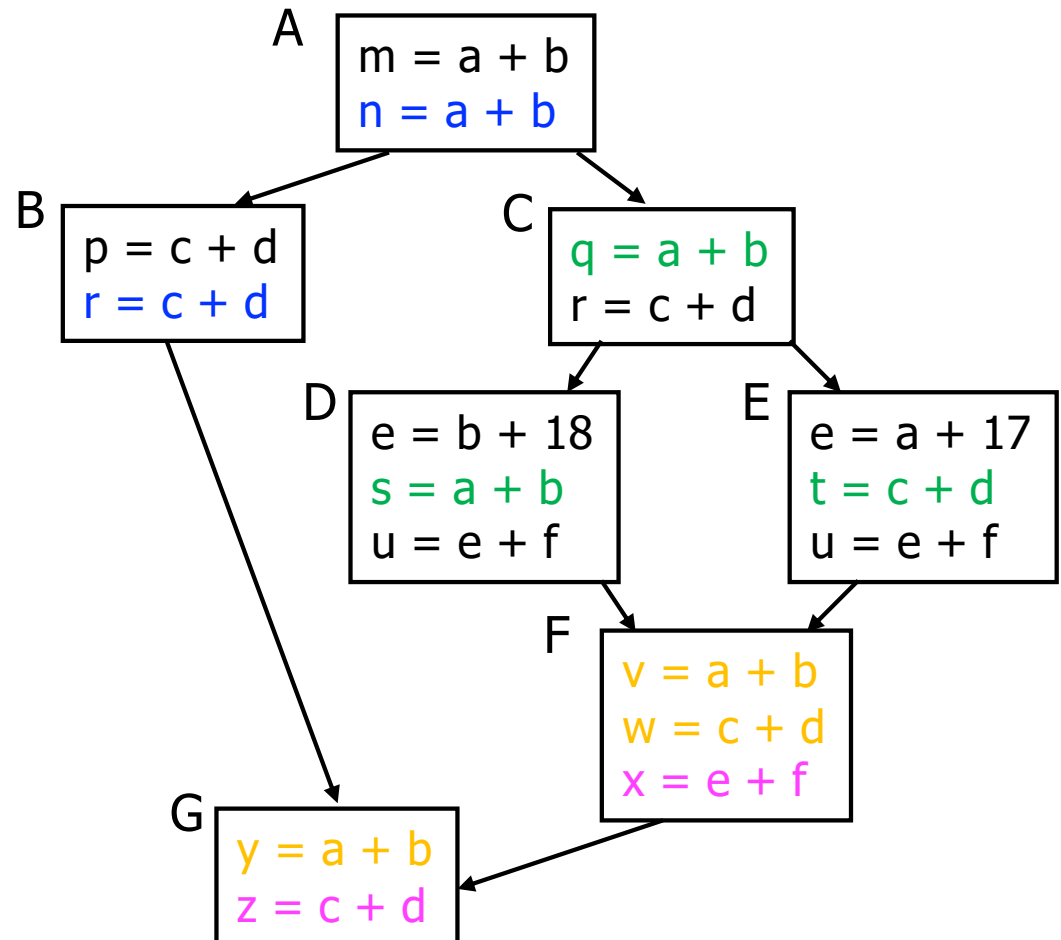 A
m = a + b
n = a + b
B
p = c + d
r = c + d
C
q = a + b
r = c + d
D
e = b + 18
s = a + b
u = e + f
E
e = a + 17
t = c + d
u = e + f
F
v = a + b
w = c + d
x = e + f
G
y = a + b
z = c + d